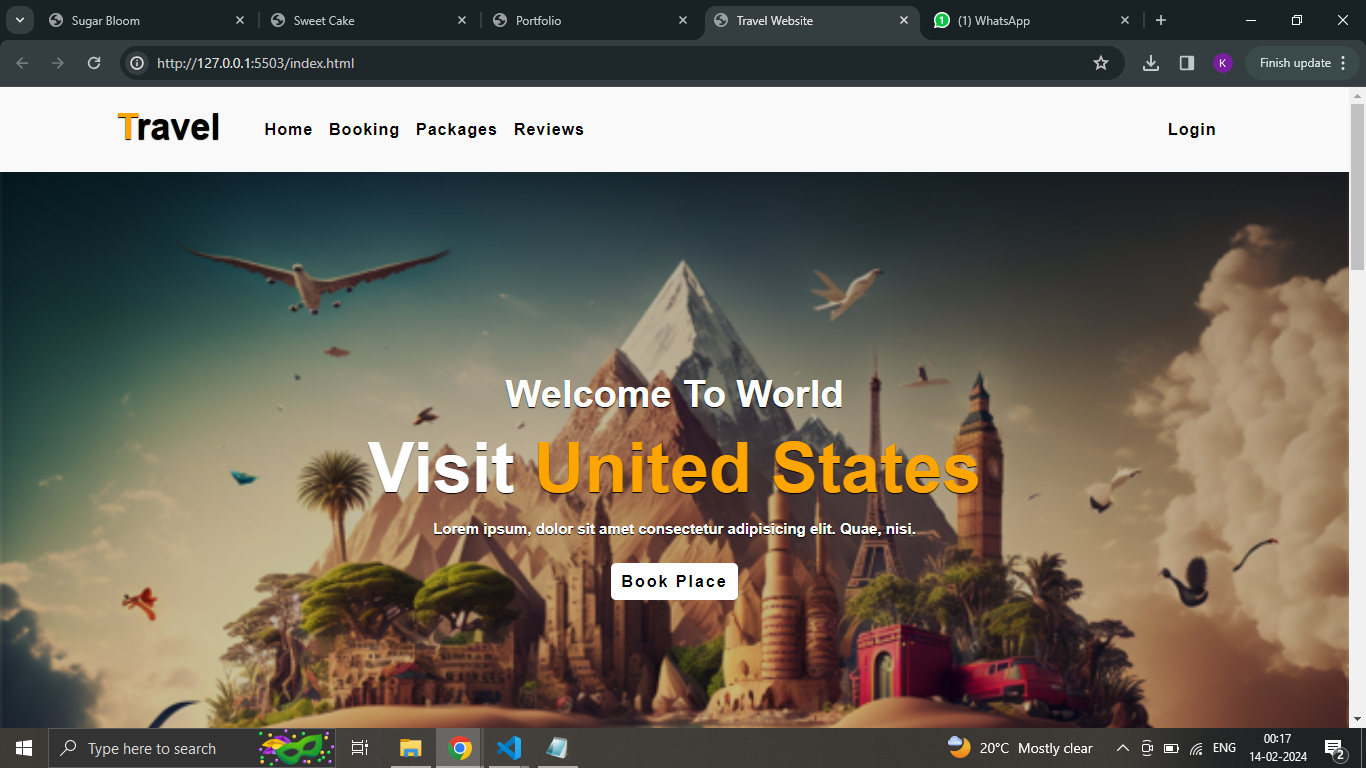 Sugar Bloom
Sweet Cake
Portfolio
Travel Website
1 (1) WhatsApp
http://127.0.0.1:5503/index.html
K
Finish update
Travel
Home Booking Packages Reviews
Login
Welcome To World
Visit United States
Lorem ipsum, dolor sit amet consectetur adipisicing elit. Quae, nisi.
Book Place
Type here to search
20°C Mostly clear
ENG
00:17
14-02-2024
2